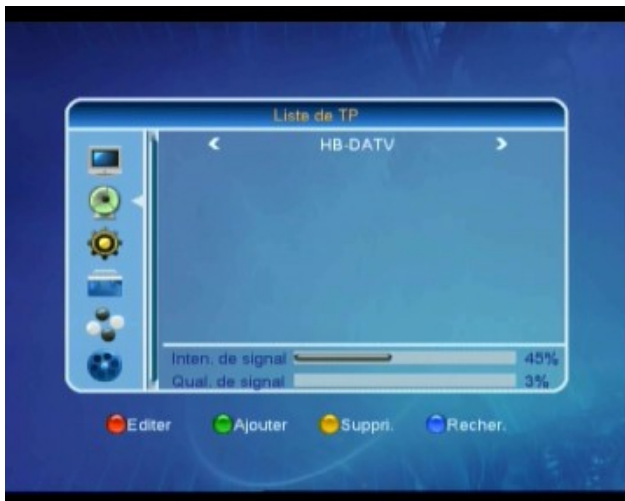 Liste de TP
HB-DATV
Inten. de signal 45%
Qual. de signal 3%
Editer Ajouter Suppri. Recher.